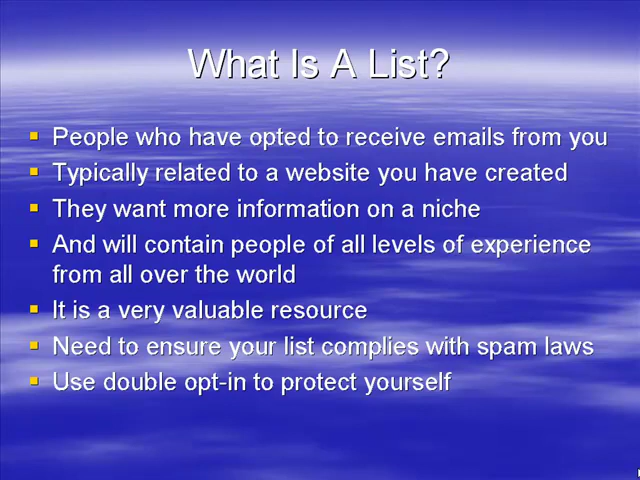 What Is A List?
People who have opted to receive emails from you
Typically related to a website you have created
They want more information on a niche
And will contain people of all levels of experience
from all over the world
It is a very valuable resource
Need to ensure your list complies with spam laws
Use double opt-in to protect yourself